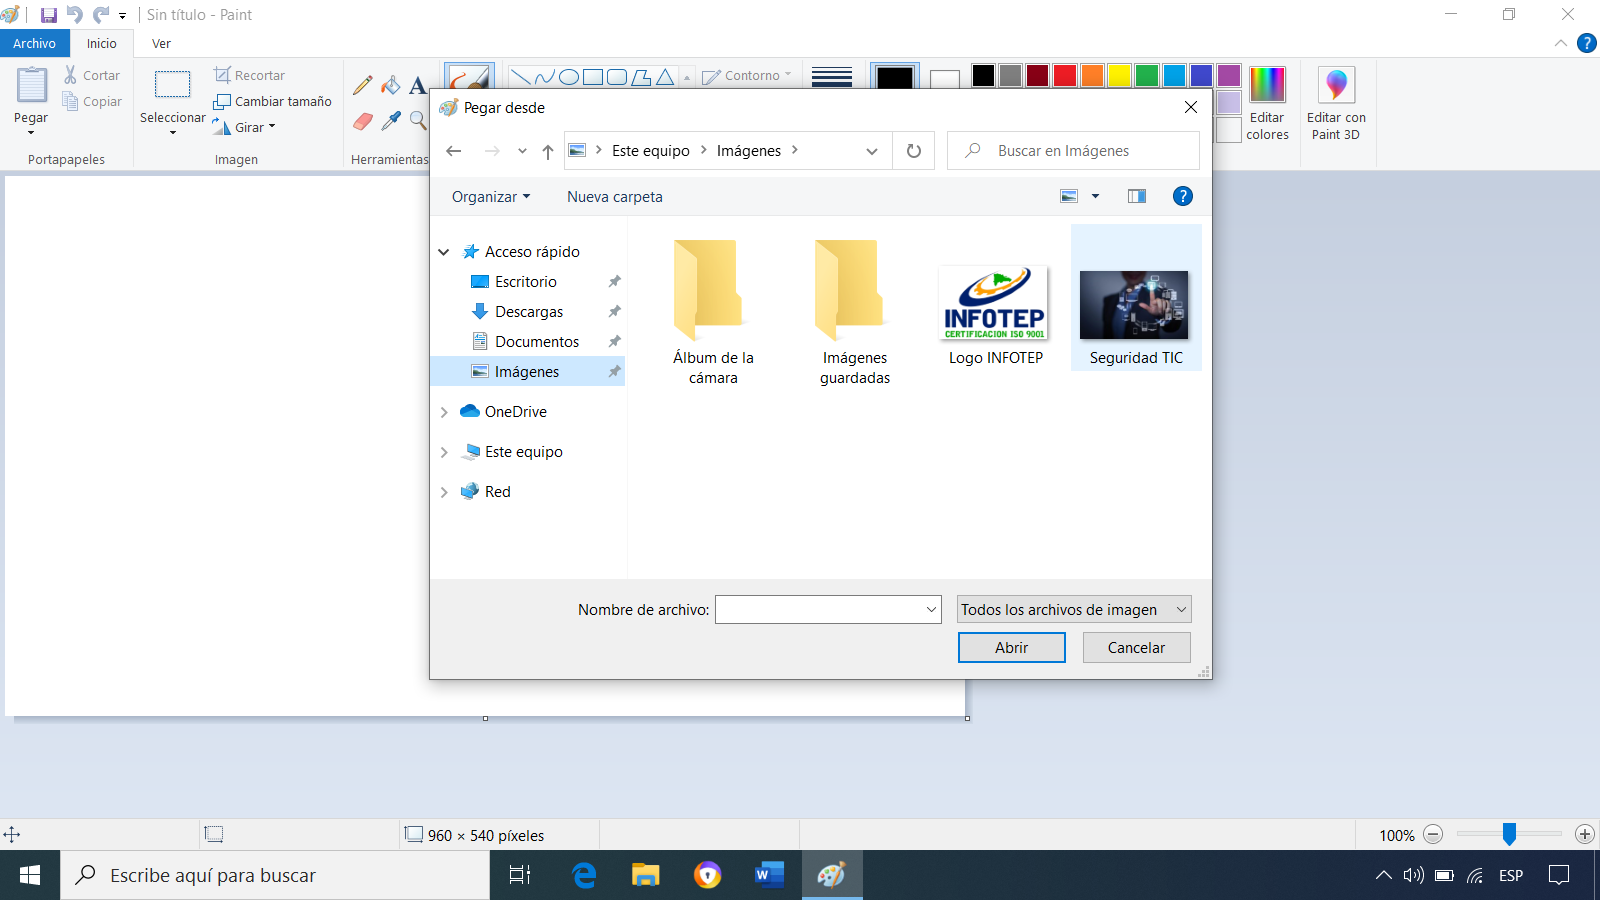 Sin título - Paint
Archivo
Inicio
Ver
Pegar
Cortar
Copiar
Portapapeles
Seleccionar
Recortar
Cambiar tamaño
Girar
Imagen
A
Herramientas
Contorno
Editar
colores
Editar con
Paint 3D
Pegar desde
Este equipo
Imágenes
Buscar en Imágenes
Organizar
Nueva carpeta
Acceso rápido
Escritorio
Descargas
Documentos
Imágenes
OneDrive
Este equipo
Red
Álbum de la
cámara
Imágenes
guardadas
INFOTEP
CERTIFICACION ISO 9001
Logo INFOTEP
Seguridad TIC
Nombre de archivo:
Todos los archivos de imagen
Abrir
Cancelar
960 × 540 píxeles
100%
Escribe aquí para buscar
ESP